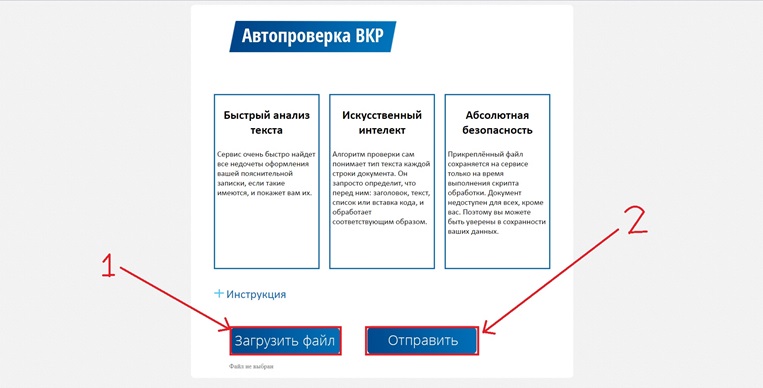 Автопроверка ВКР
Быстрый анализ
текста
Сервис очень быстро найдет
все недочеты оформления
вашей пояснительной
записки, если такие
имеются, и покажет вам их.
Искусственный
интелект
Алгоритм проверки сам
понимает тип текста каждой
строки документа. Он
запросто определит, что
перед ним: заголовок, текст,
список или вставка кода, и
обработает
соответствующим образом.
Абсолютная
безопасность
Прикреплённый файл
сохраняется на сервисе
только на время
выполнения скрипта
обработки. Документ
недоступен для всех, кроме
вас. Поэтому вы можете
быть уверены в сохранности
ваших данных.
2
1
+ Инструкция
Загрузить файл
Отправить
Файл не выбран